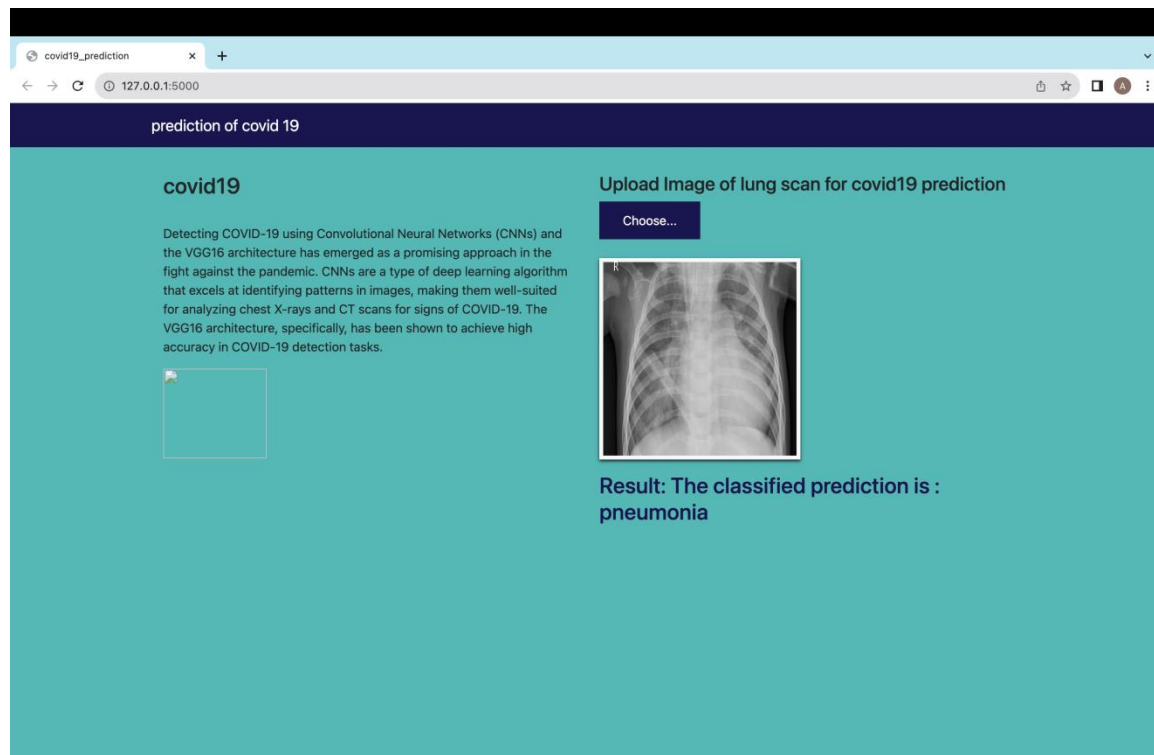 covid19_prediction
127.0.0.1:5000
A
prediction of covid 19
covid19
Detecting COVID-19 using Convolutional Neural Networks (CNNs) and
the VGG16 architecture has emerged as a promising approach in the
fight against the pandemic. CNNs are a type of deep learning algorithm
that excels at identifying patterns in images, making them well-suited
for analyzing chest X-rays and CT scans for signs of COVID-19. The
VGG16 architecture, specifically, has been shown to achieve high
accuracy in COVID-19 detection tasks.
Upload Image of lung scan for covid19 prediction
Choose...
R
Result: The classified prediction is :
pneumonia